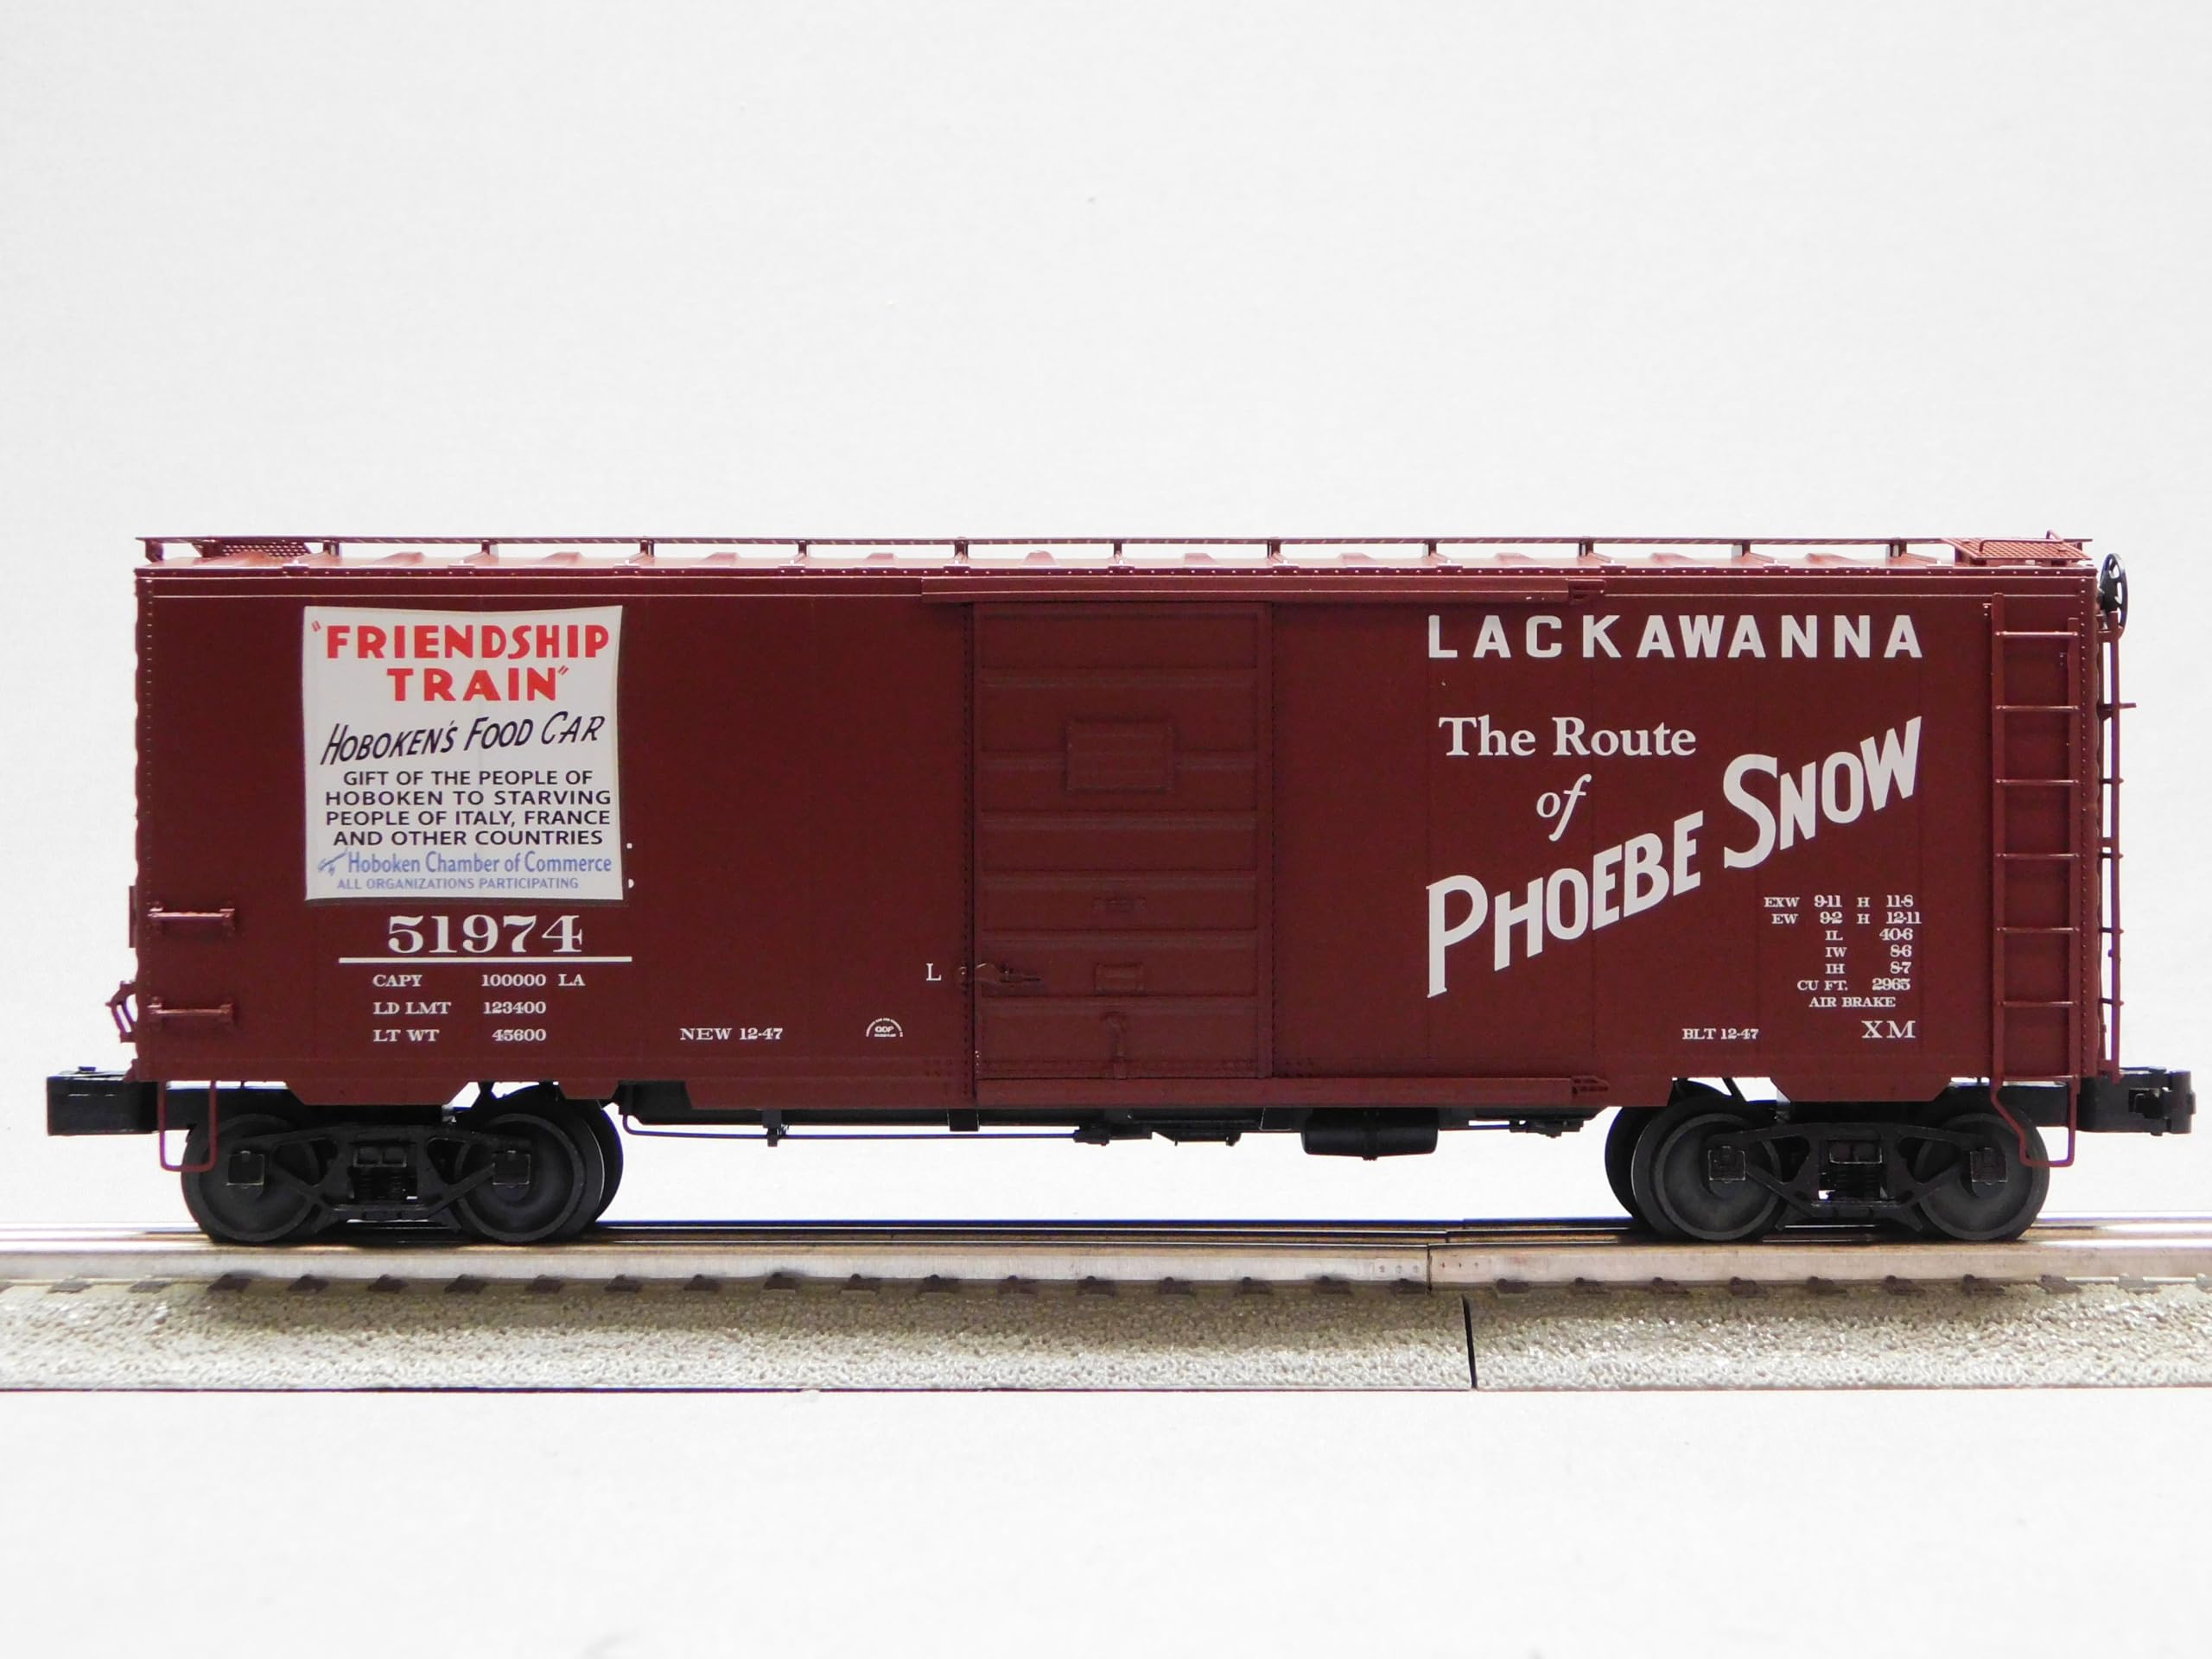 "FRIENDSHIP
TRAIN"
HOBOKEN'S FOOD CAR
GIFT OF THE PEOPLE OF
HOBOKEN TO STARVING
PEOPLE OF ITALY, FRANCE
AND OTHER COUNTRIES
Hoboken Chamber of Commerce
ALL ORGANIZATIONS PARTICIPATING
51974
CAPY 100000 LA
LD LMT 123400
LT WT 45600
NEW 12-47
L
LACKAWANNA
The Route
of
PHOEBE SNOW
EXW 9-11 H 11-8
EW 9-2 H 12-11
IL 40-6
IW 8-6
IH 8-7
CU FT. 2965
AIR BRAKE
BLT 12-47
XM